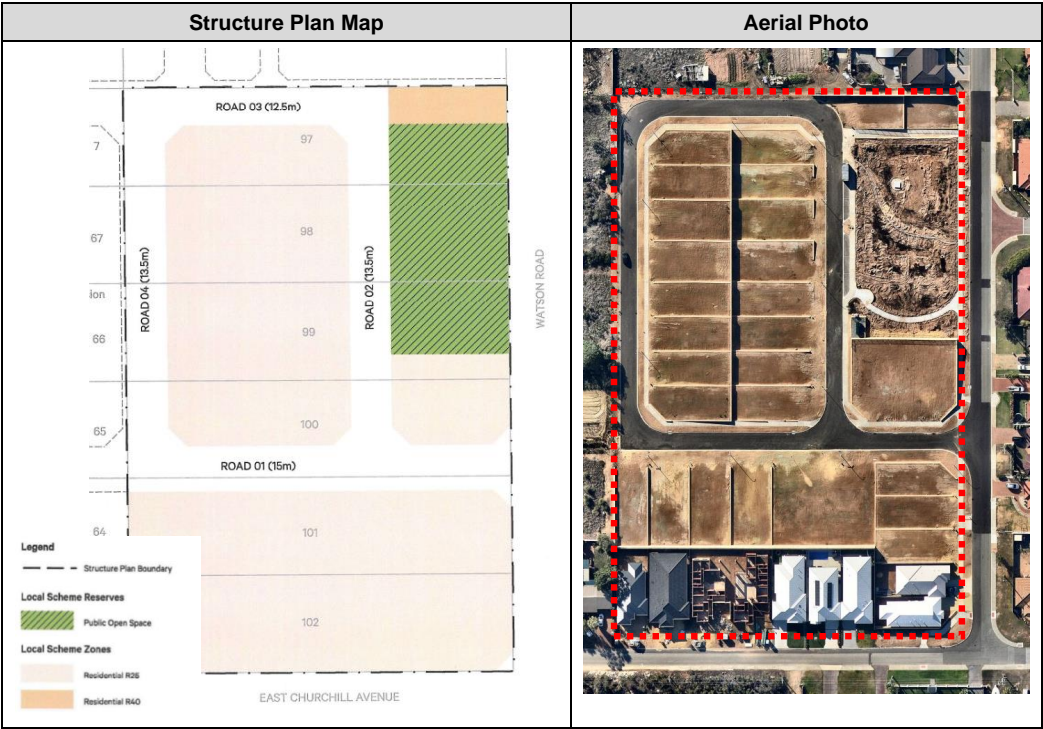 Structure Plan Map
Aerial Photo
ROAD 03 (12.5m)
97
7
98
67
ROAD 04 (13.5m)
ROAD 02 (13.5m)
WATSON ROAD
ion
99
66
100
65
ROAD 01 (15m)
101
64
Legend
Structure Plan Boundary
Local Scheme Reserves
Public Open Space
102
Local Scheme Zones
Residential R25
Residential R40
EAST CHURCHILL AVENUE